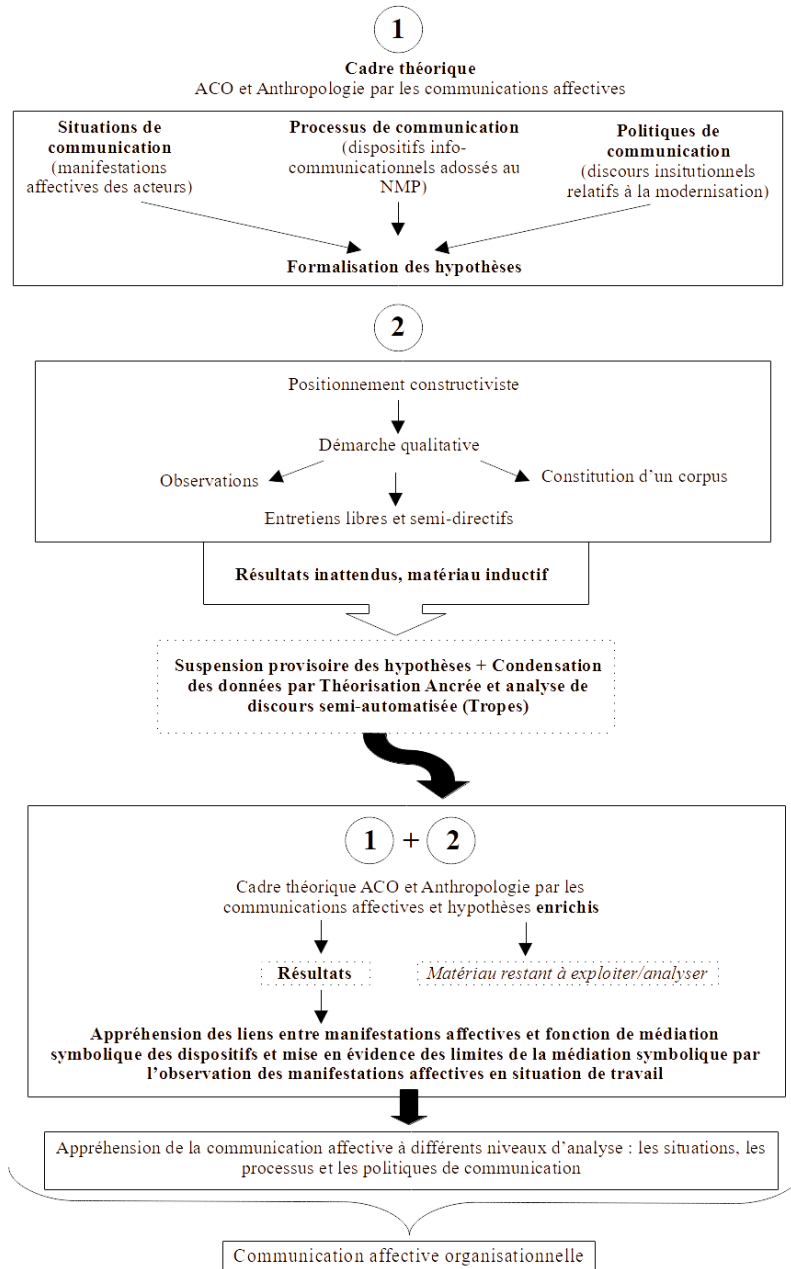 1
Cadre théorique
ACO et Anthropologie par les communications affectives
Situations de
communication
(manifestations
affectives des acteurs)
Processus de communication
(dispositifs info-
communicationnels adossés au
NMP)
Politiques de
communication
(discours insitutionnels
relatifs à la modernisation)
Formalisation des hypothèses
2
Positionnement constructiviste
Démarche qualitative
Observations
Constitution d'un corpus
Entretiens libres et semi-directifs
Résultats inattendus, matériau inductif
Suspension provisoire des hypothèses + Condensation
des données par Théorisation Ancrée et analyse de
discours semi-automatisée (Tropes)
1 + 2
Cadre théorique ACO et Anthropologie par les
communications affectives et hypothèses enrichis
Résultats
Matériau restant à exploiter/analyser
Appréhension des liens entre manifestations affectives et fonction de médiation
symbolique des dispositifs et mise en évidence des limites de la médiation symbolique par
l'observation des manifestations affectives en situation de travail
Appréhension de la communication affective à différents niveaux d'analyse : les situations, les
processus et les politiques de communication
Communication affective organisationnelle